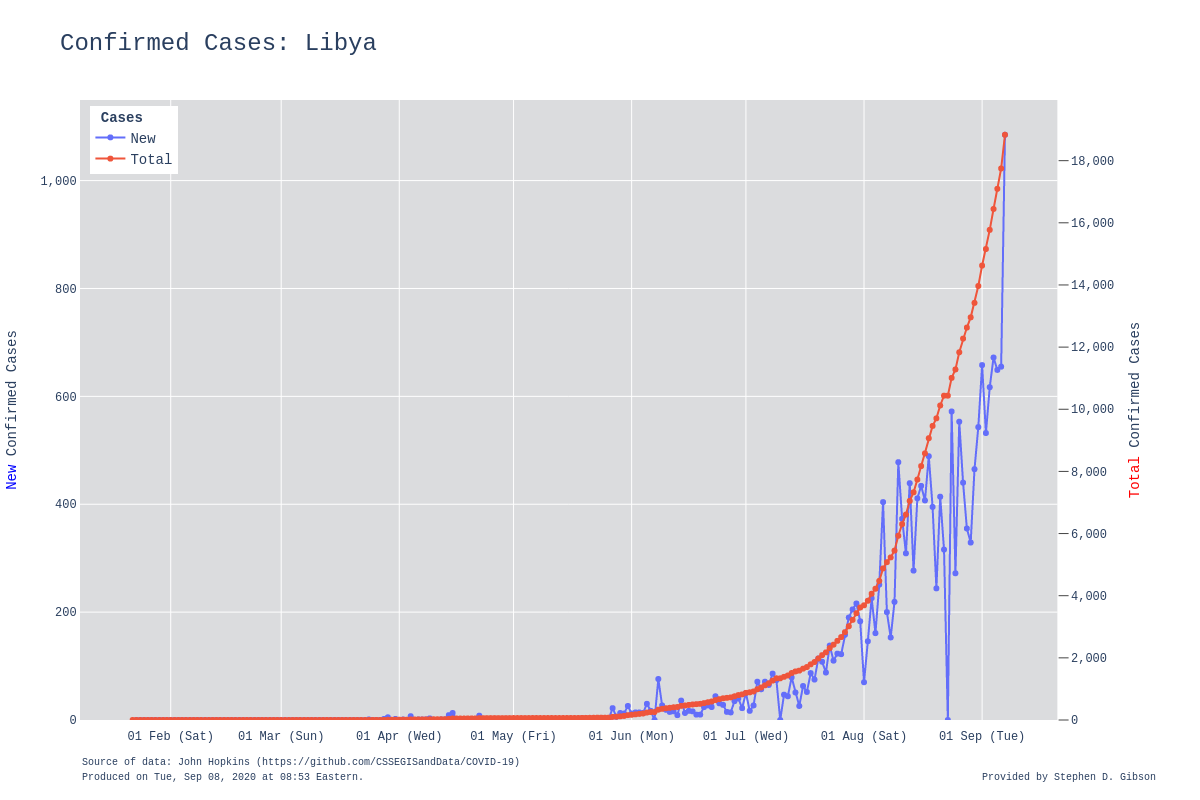 Confirmed Cases: Libya
Cases
New
Total
1,000
800
600
400
200
0
18,000
16,000
14,000
12,000
10,000
8,000
6,000
4,000
2,000
0
New Confirmed Cases
Total Confirmed Cases
01 Feb (Sat) 01 Mar (Sun) 01 Apr (Wed) 01 May (Fri) 01 Jun (Mon) 01 Jul (Wed) 01 Aug (Sat) 01 Sep (Tue)
Source of data: John Hopkins (https://github.com/CSSEGISandData/COVID-19)
Produced on Tue, Sep 08, 2020 at 08:53 Eastern.
Provided by Stephen D. Gibson